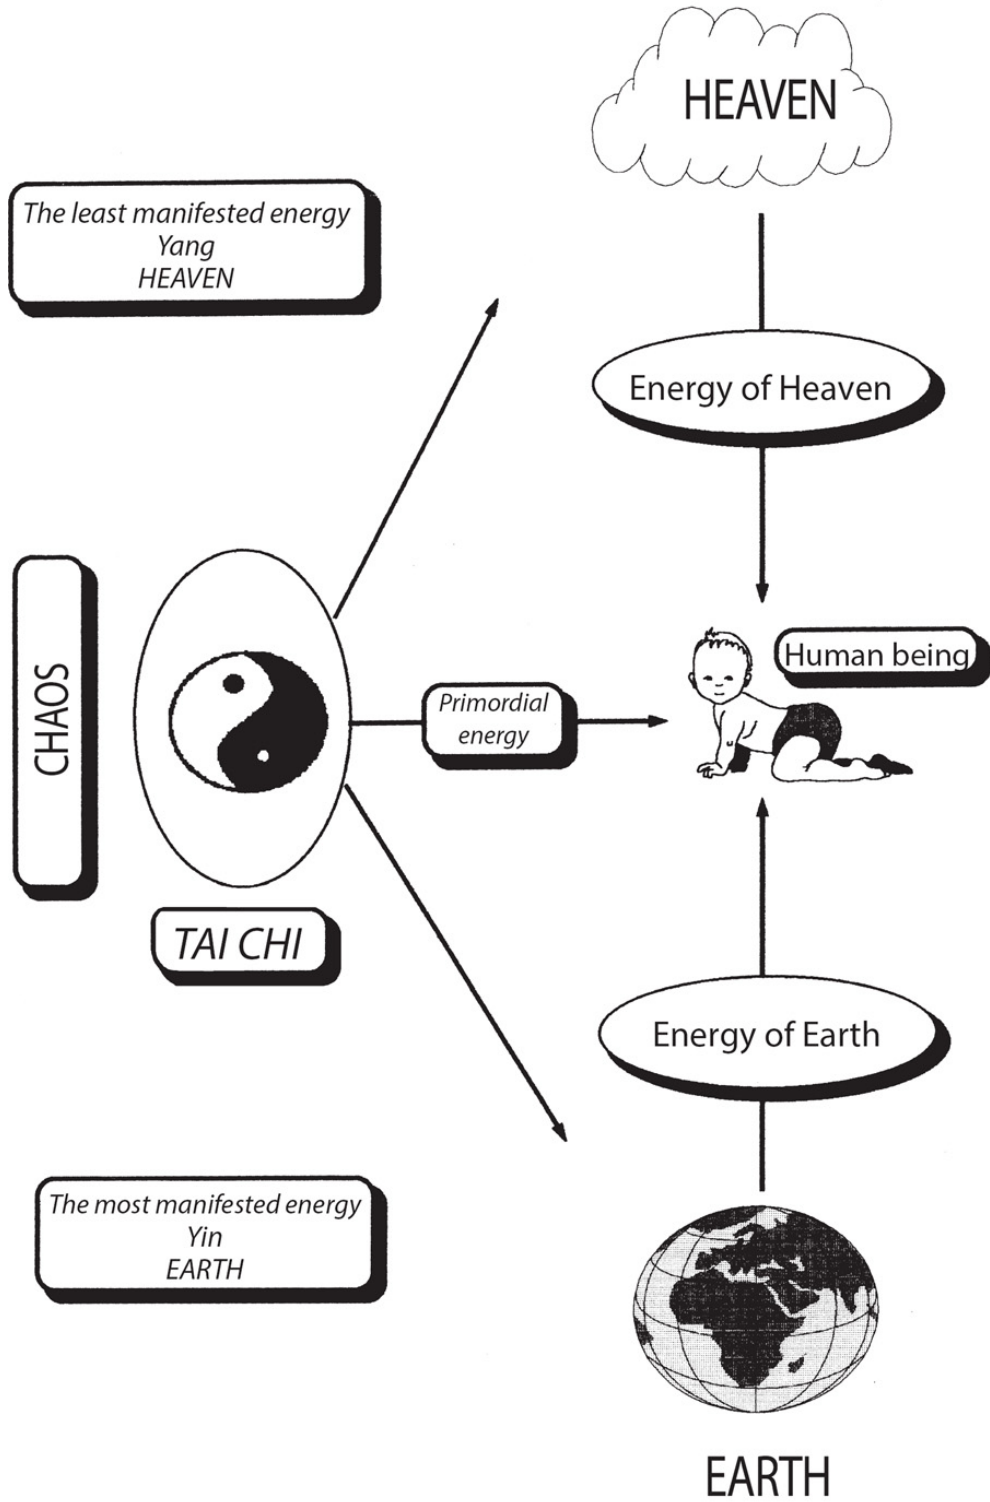 HEAVEN
The least manifested energy
Yang
HEAVEN
Energy of Heaven
CHAOS
Human being
Primordial
energy
TAI CHI
Energy of Earth
The most manifested energy
Yin
EARTH
EARTH